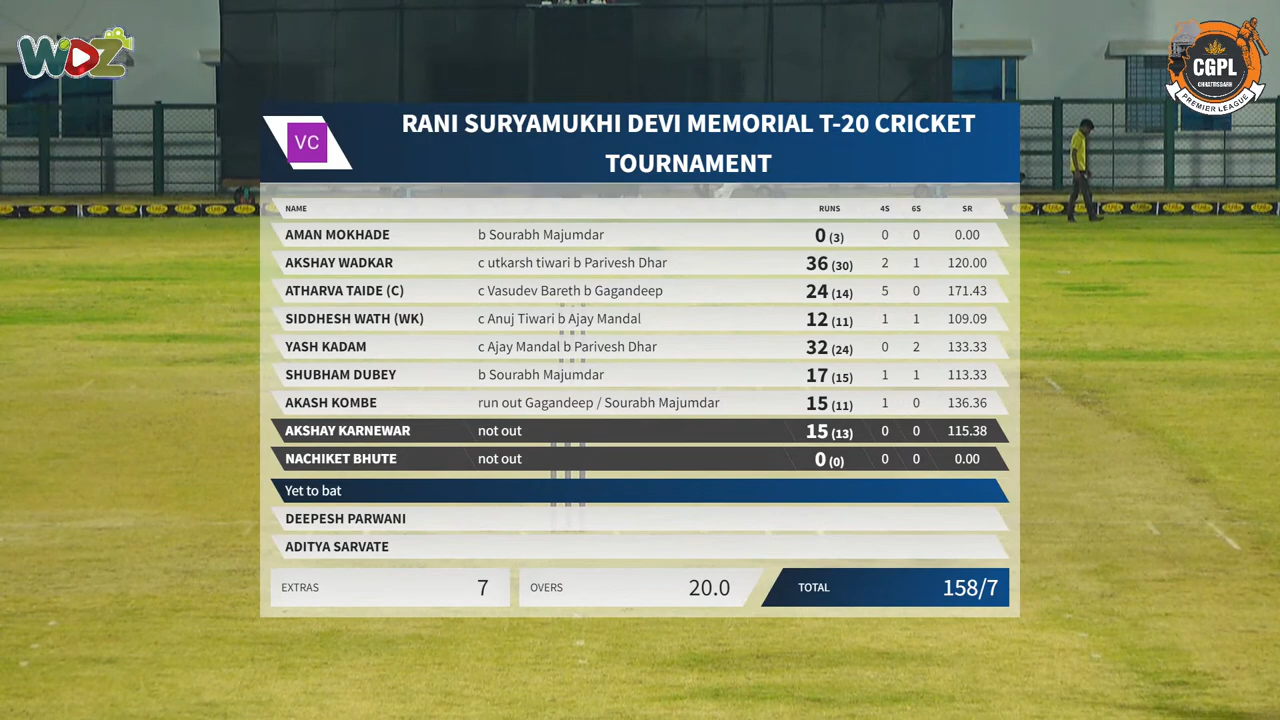 WDZ
CGPL
CHHATTISGARH
PREMIER LEAGUE
VC
RANI SURYAMUKHI DEVI MEMORIAL T-20 CRICKET
TOURNAMENT
NAME RUNS 4S 6S SR
AMAN MOKHADE b Sourabh Majumdar 0 (3) 0 0 0.00
AKSHAY WADKAR c utkarsh tiwari b Parivesh Dhar 36 (30) 2 1 120.00
ATHARVA TAIDE (C) c Vasudev Bareth b Gagandeep 24 (14) 5 0 171.43
SIDDHESH WATH (WK) c Anuj Tiwari b Ajay Mandal 12 (11) 1 1 109.09
YASH KADAM c Ajay Mandal b Parivesh Dhar 32 (24) 0 2 133.33
SHUBHAM DUBEY b Sourabh Majumdar 17 (15) 1 1 113.33
AKASH KOMBE run out Gagandeep / Sourabh Majumdar 15 (11) 1 0 136.36
AKSHAY KARNEWAR not out 15 (13) 0 0 115.38
NACHIKET BHUTE not out 0 (0) 0 0 0.00
Yet to bat
DEEPESH PARWANI
ADITYA SARVATE
EXTRAS 7 OVERS 20.0 TOTAL 158/7